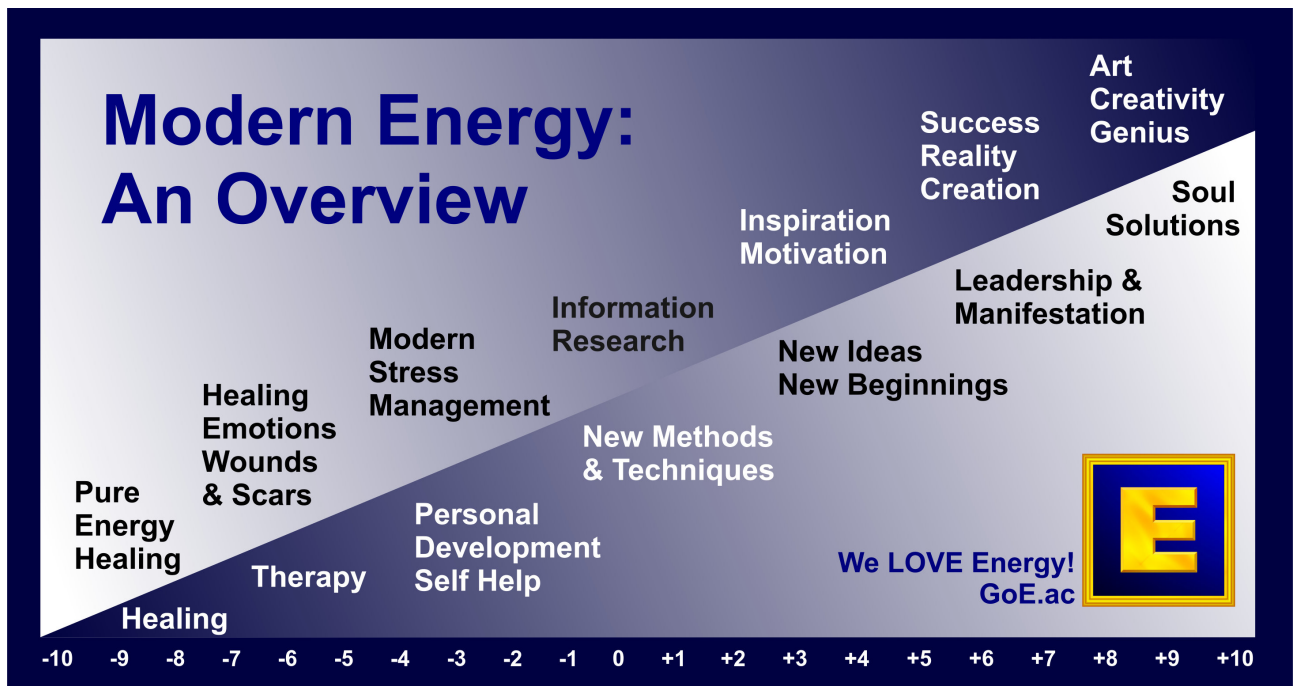 Modern Energy:
An Overview
Art
Creativity
Genius
Success
Reality
Creation
Soul
Solutions
Inspiration
Motivation
Leadership &
Manifestation
Information
Research
Modern
Stress
Management
New Ideas
New Beginnings
Healing
Emotions
Wounds
& Scars
New Methods
& Techniques
Pure
Energy
Healing
Personal
Development
Self Help
Therapy
Healing
E
We LOVE Energy!
GoE.ac
-10 -9 -8 -7 -6 -5 -4 -3 -2 -1 0 +1 +2 +3 +4 +5 +6 +7 +8 +9 +10